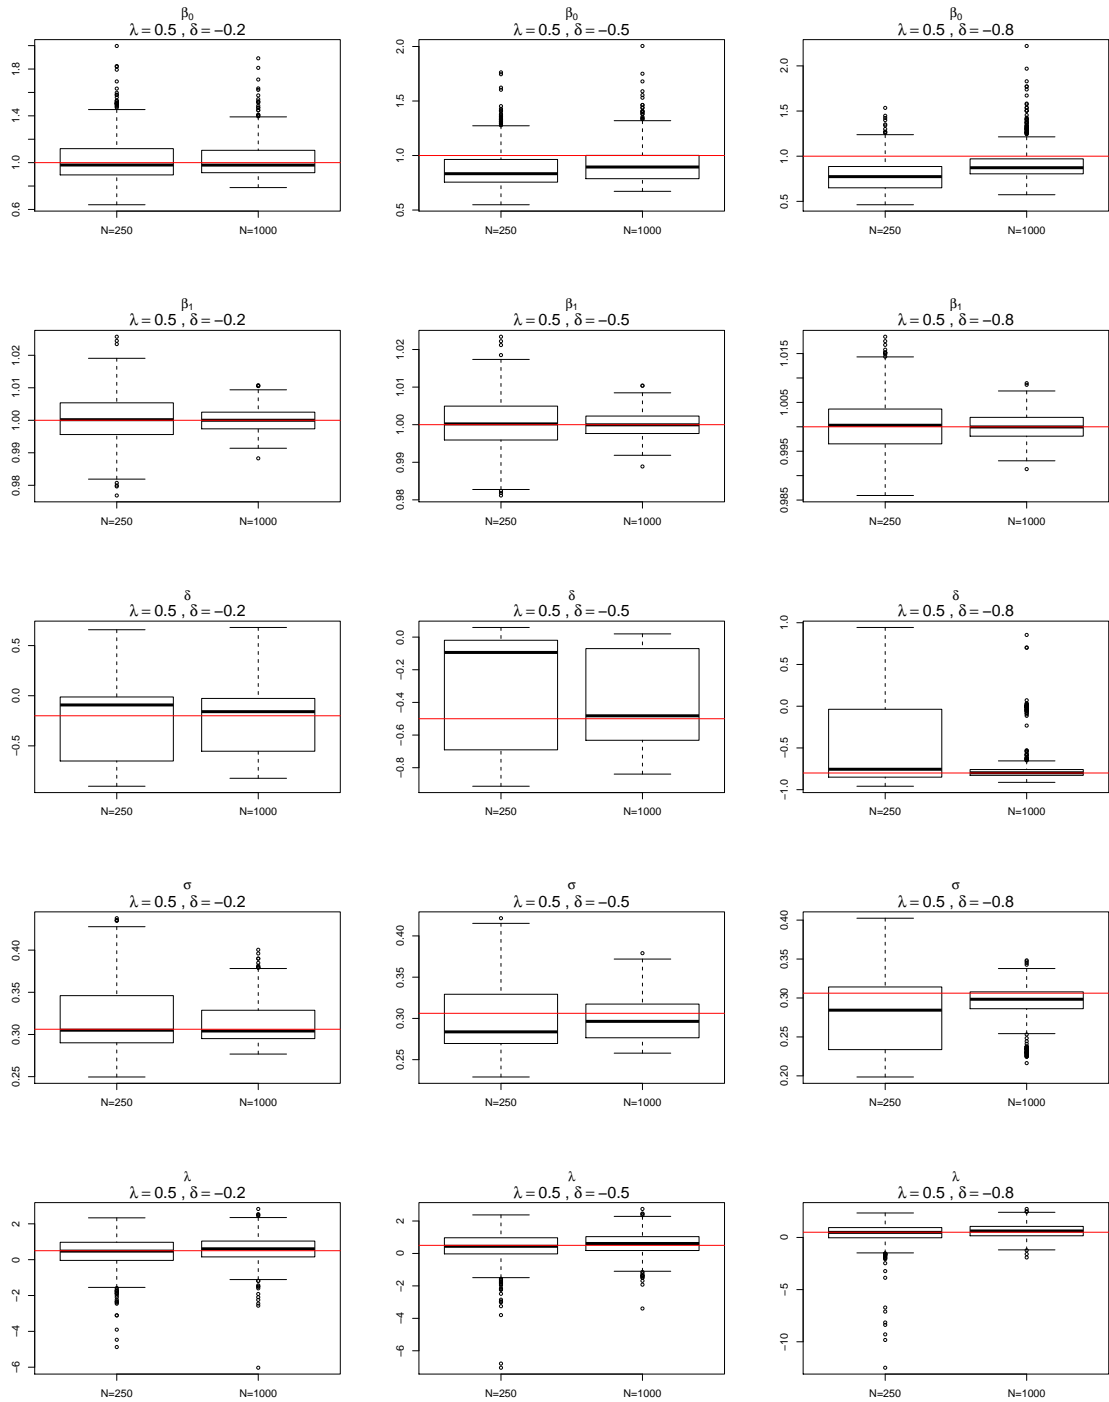 β₀ β₀ β₀
λ = 0.5 , δ = −0.2 λ = 0.5 , δ = −0.5 λ = 0.5 , δ = −0.8
0.6 1.0 1.4 1.8 0.5 1.0 1.5 2.0 0.5 1.0 1.5 2.0
N=250 N=1000 N=250 N=1000 N=250 N=1000
β₁ β₁ β₁
λ = 0.5 , δ = −0.2 λ = 0.5 , δ = −0.5 λ = 0.5 , δ = −0.8
0.98 0.99 1.00 1.01 1.02 0.98 0.99 1.00 1.01 1.02 0.985 0.995 1.005 1.015
N=250 N=1000 N=250 N=1000 N=250 N=1000
δ δ δ
λ = 0.5 , δ = −0.2 λ = 0.5 , δ = −0.5 λ = 0.5 , δ = −0.8
−0.5 0.0 0.5 −0.8 −0.6 −0.4 −0.2 0.0 −1.0 −0.5 0.0 0.5 1.0
N=250 N=1000 N=250 N=1000 N=250 N=1000
σ σ σ
λ = 0.5 , δ = −0.2 λ = 0.5 , δ = −0.5 λ = 0.5 , δ = −0.8
0.25 0.30 0.35 0.40 0.25 0.30 0.35 0.40 0.20 0.25 0.30 0.35 0.40
N=250 N=1000 N=250 N=1000 N=250 N=1000
λ λ λ
λ = 0.5 , δ = −0.2 λ = 0.5 , δ = −0.5 λ = 0.5 , δ = −0.8
−6 −4 −2 0 2 −6 −4 −2 0 2 −10 −5 0
N=250 N=1000 N=250 N=1000 N=250 N=1000